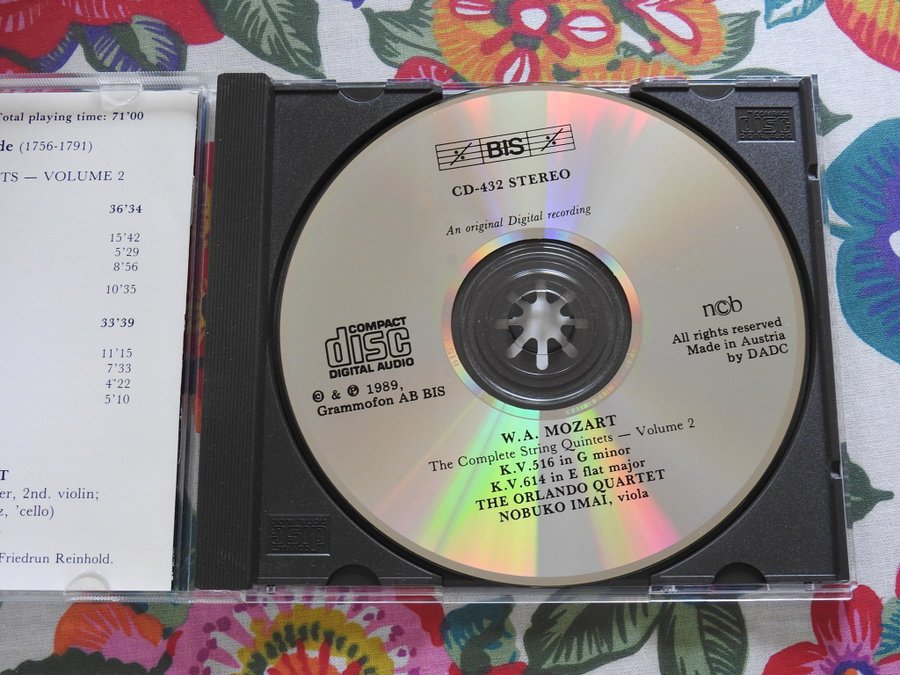 Total playing time: 71'00
de (1756-1791)
TS — VOLUME 2
36'34
15'42
5'29
8'56
10'35
33'39
11'15
7'33
4'22
5'10
T
er, 2nd. violin;
z, 'cello)
Friedrun Reinhold.
BIS
CD-432 STEREO
An original Digital recording
COMPACT
disc
DIGITAL AUDIO
© & ℗ 1989,
Grammofon AB BIS
ncb
All rights reserved
Made in Austria
by DADC
W.A. MOZART
The Complete String Quintets — Volume 2
K.V.516 in G minor
K.V.614 in E flat major
THE ORLANDO QUARTET
NOBUKO IMAI, viola